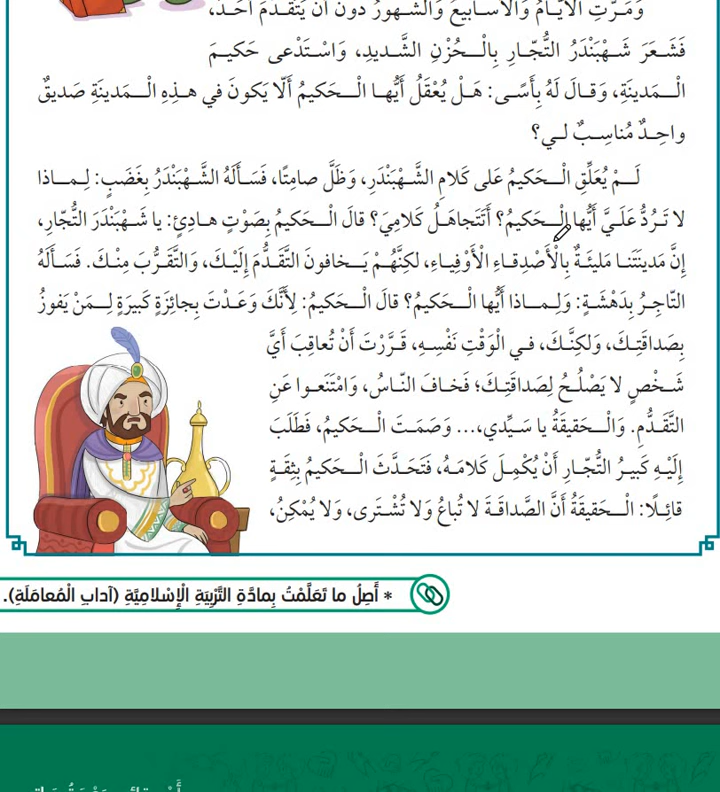 وَمَرَّتِ الْأَيّامُ وَالْأَسابيعُ وَالشُّهورُ دونَ أَنْ يَتَقَدَّمَ أَحَدٌ،
فَشَعَرَ شَهْبَنْدَرُ التُّجّارِ بِالْحُزْنِ الشَّديدِ، وَاسْتَدْعى حَكيمَ
الْمَدينَةِ، وَقالَ لَهُ بِأَسًى: هَلْ يُعْقَلُ أَيُّها الْحَكيمُ أَلّا يَكونَ في هذِهِ الْمَدينَةِ صَديقٌ
واحِدٌ مُناسِبٌ لي؟
لَمْ يُعَلِّقِ الْحَكيمُ عَلى كَلامِ الشَّهْبَنْدَرِ، وَظَلَّ صامِتًا، فَسَأَلَهُ الشَّهْبَنْدَرُ بِغَضَبٍ: لِماذا
لا تَرُدُّ عَلَيَّ أَيُّها الْحَكيمُ؟ أَتَتَجاهَلُ كَلامِيَ؟ قالَ الْحَكيمُ بِصَوْتٍ هادِئٍ: يا شَهْبَنْدَرَ التُّجّارِ،
إِنَّ مَدينَتَنا مَليئَةٌ بِالْأَصْدِقاءِ الْأَوْفِياءِ، لكِنَّهُمْ يَخافونَ التَّقَدُّمَ إِلَيْكَ، وَالتَّقَرُّبَ مِنْكَ. فَسَأَلَهُ
التّاجِرُ بِدَهْشَةٍ: وَلِماذا أَيُّها الْحَكيمُ؟ قالَ الْحَكيمُ: لِأَنَّكَ وَعَدْتَ بِجائِزَةٍ كَبيرَةٍ لِمَنْ يَفوزُ
بِصَداقَتِكَ، وَلكِنَّكَ، في الْوَقْتِ نَفْسِهِ، قَرَّرْتَ أَنْ تُعاقِبَ أَيَّ
شَخْصٍ لا يَصْلُحُ لِصَداقَتِكَ؛ فَخافَ النّاسُ، وَامْتَنَعوا عَنِ
التَّقَدُّمِ. وَالْحَقيقَةُ يا سَيِّدي،... وَصَمَتَ الْحَكيمُ، فَطَلَبَ
إِلَيْهِ كَبيرُ التُّجّارِ أَنْ يُكْمِلَ كَلامَهُ، فَتَحَدَّثَ الْحَكيمُ بِثِقَةٍ
قائِلًا: الْحَقيقَةُ أَنَّ الصَّداقَةَ لا تُباعُ وَلا تُشْتَرى، وَلا يُمْكِنُ،
* أَصِلُ ما تَعَلَّمْتُ بِمادَّةِ التَّرْبِيَةِ الْإِسْلامِيَّةِ (آدابِ الْمُعامَلَةِ).